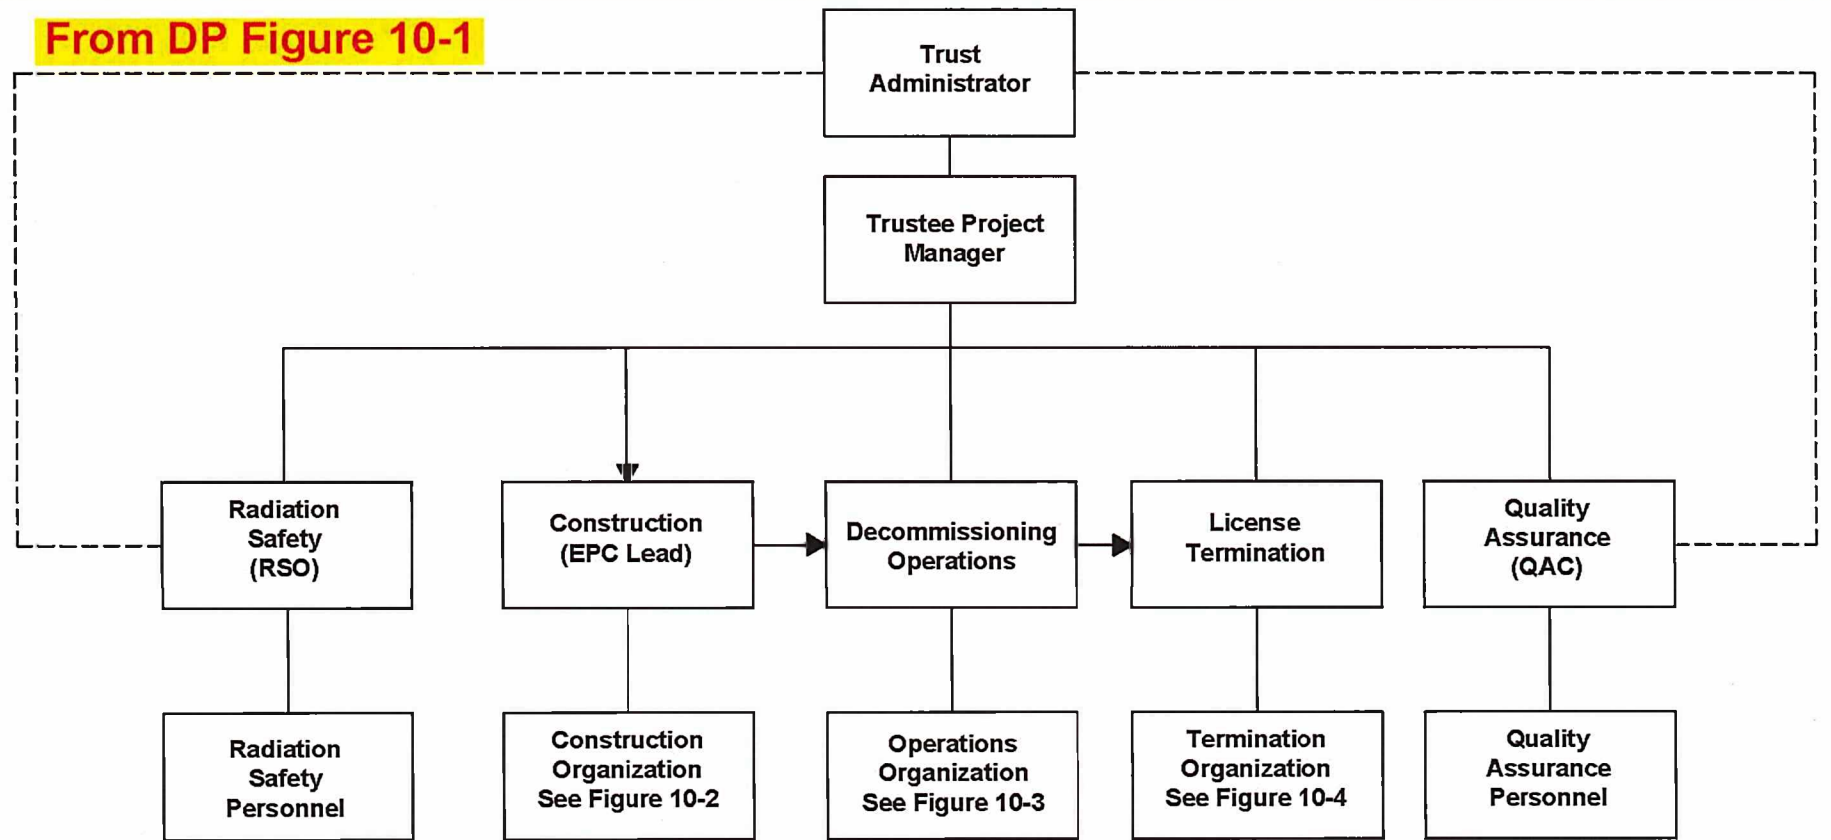 From DP Figure 10-1
Trust
Administrator
Trustee Project
Manager
Radiation
Safety
(RSO)
Construction
(EPC Lead)
Decommissioning
Operations
License
Termination
Quality
Assurance
(QAC)
Radiation
Safety
Personnel
Construction
Organization
See Figure 10-2
Operations
Organization
See Figure 10-3
Termination
Organization
See Figure 10-4
Quality
Assurance
Personnel